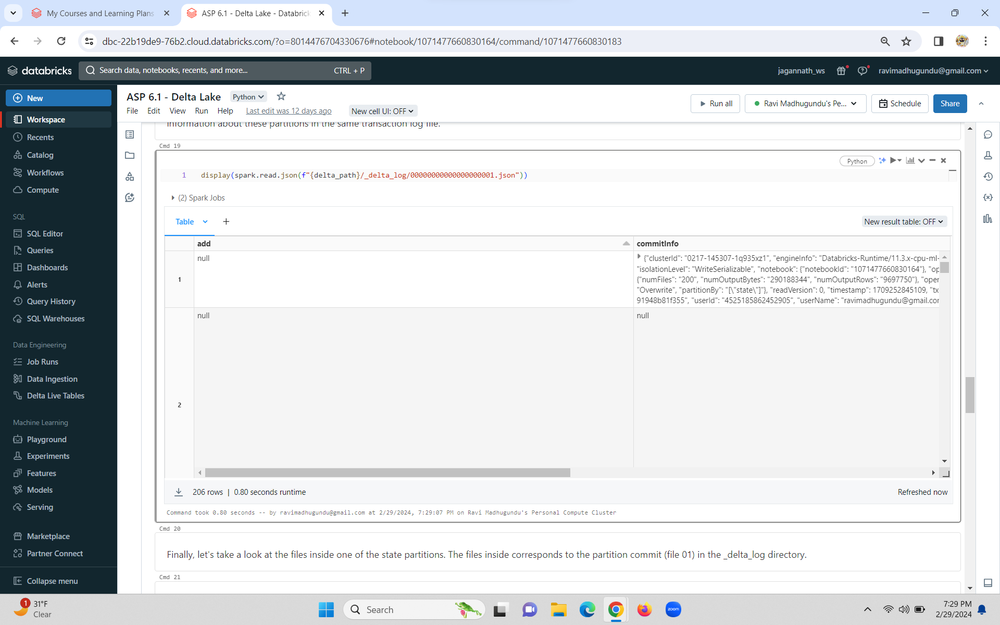 My Courses and Learning Plans
ASP 6.1 - Delta Lake - Databrick
dbc-22b19de9-76b2.cloud.databricks.com/?o=8014476704330676#notebook/1071477660830164/command/1071477660830183
databricks
Search data, notebooks, recents, and more...
CTRL + P
jagannath_ws
ravimadhugundu@gmail.com
New
Workspace
Recents
Catalog
Workflows
Compute
SQL
SQL Editor
Queries
Dashboards
Alerts
Query History
SQL Warehouses
Data Engineering
Job Runs
Data Ingestion
Delta Live Tables
Machine Learning
Playground
Experiments
Features
Models
Serving
Marketplace
Partner Connect
Collapse menu
ASP 6.1 - Delta Lake
Python
File Edit View Run Help
Last edit was 12 days ago
New cell UI: OFF
Run all
Ravi Madhugundu's Pe...
Schedule
Share
information about these partitions in the same transaction log file.
Cmd 19
Python
1 display(spark.read.json(f"{delta_path}/_delta_log/00000000000000000001.json"))
(2) Spark Jobs
Table
+
New result table: OFF
add
commitInfo
1
null
{"clusterId": "0217-145307-1q935xz1", "engineInfo": "Databricks-Runtime/11.3.x-cpu-ml-
"isolationLevel": "WriteSerializable", "notebook": {"notebookId": "1071477660830164"}, "op
{"numFiles": "200", "numOutputBytes": "290188344", "numOutputRows": "9697750"}, "oper
"Overwrite", "partitionBy": "[\"state\"]"}, "readVersion": 0, "timestamp": 1709252845109, "tx
91948b81f355", "userId": "4525185862452905", "userName": "ravimadhugundu@gmail.cor
2
null
null
206 rows | 0.80 seconds runtime
Refreshed now
Command took 0.80 seconds -- by ravimadhugundu@gmail.com at 2/29/2024, 7:29:07 PM on Ravi Madhugundu's Personal Compute Cluster
Cmd 20
Finally, let's take a look at the files inside one of the state partitions. The files inside corresponds to the partition commit (file 01) in the _delta_log directory.
Cmd 21
1
31°F
Clear
Search
zoom
7:29 PM
2/29/2024